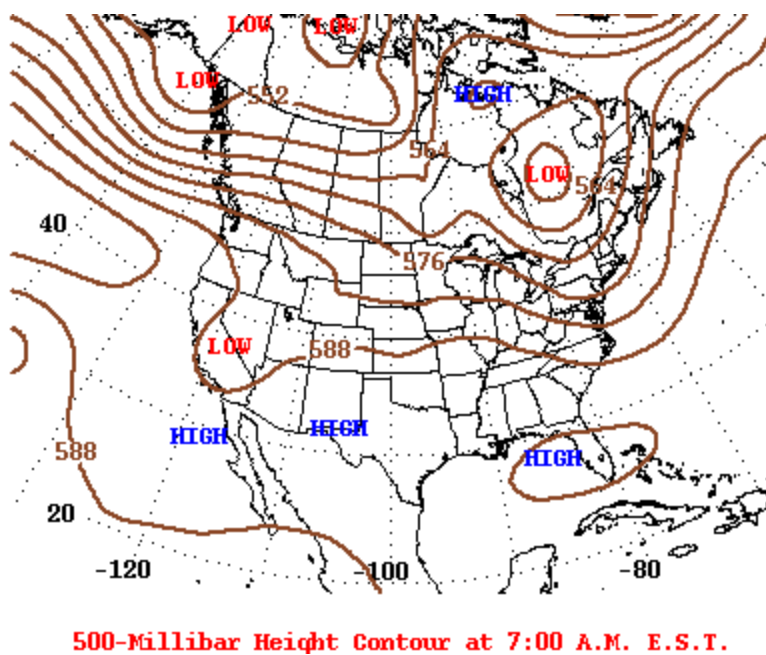 LOW
LOW
LOW
552
HIGH
564
LOW
564
40
576
LOW
588
HIGH
HIGH
588
HIGH
20
-120
-100
-80
500-Millibar Height Contour at 7:00 A.M. E.S.T.